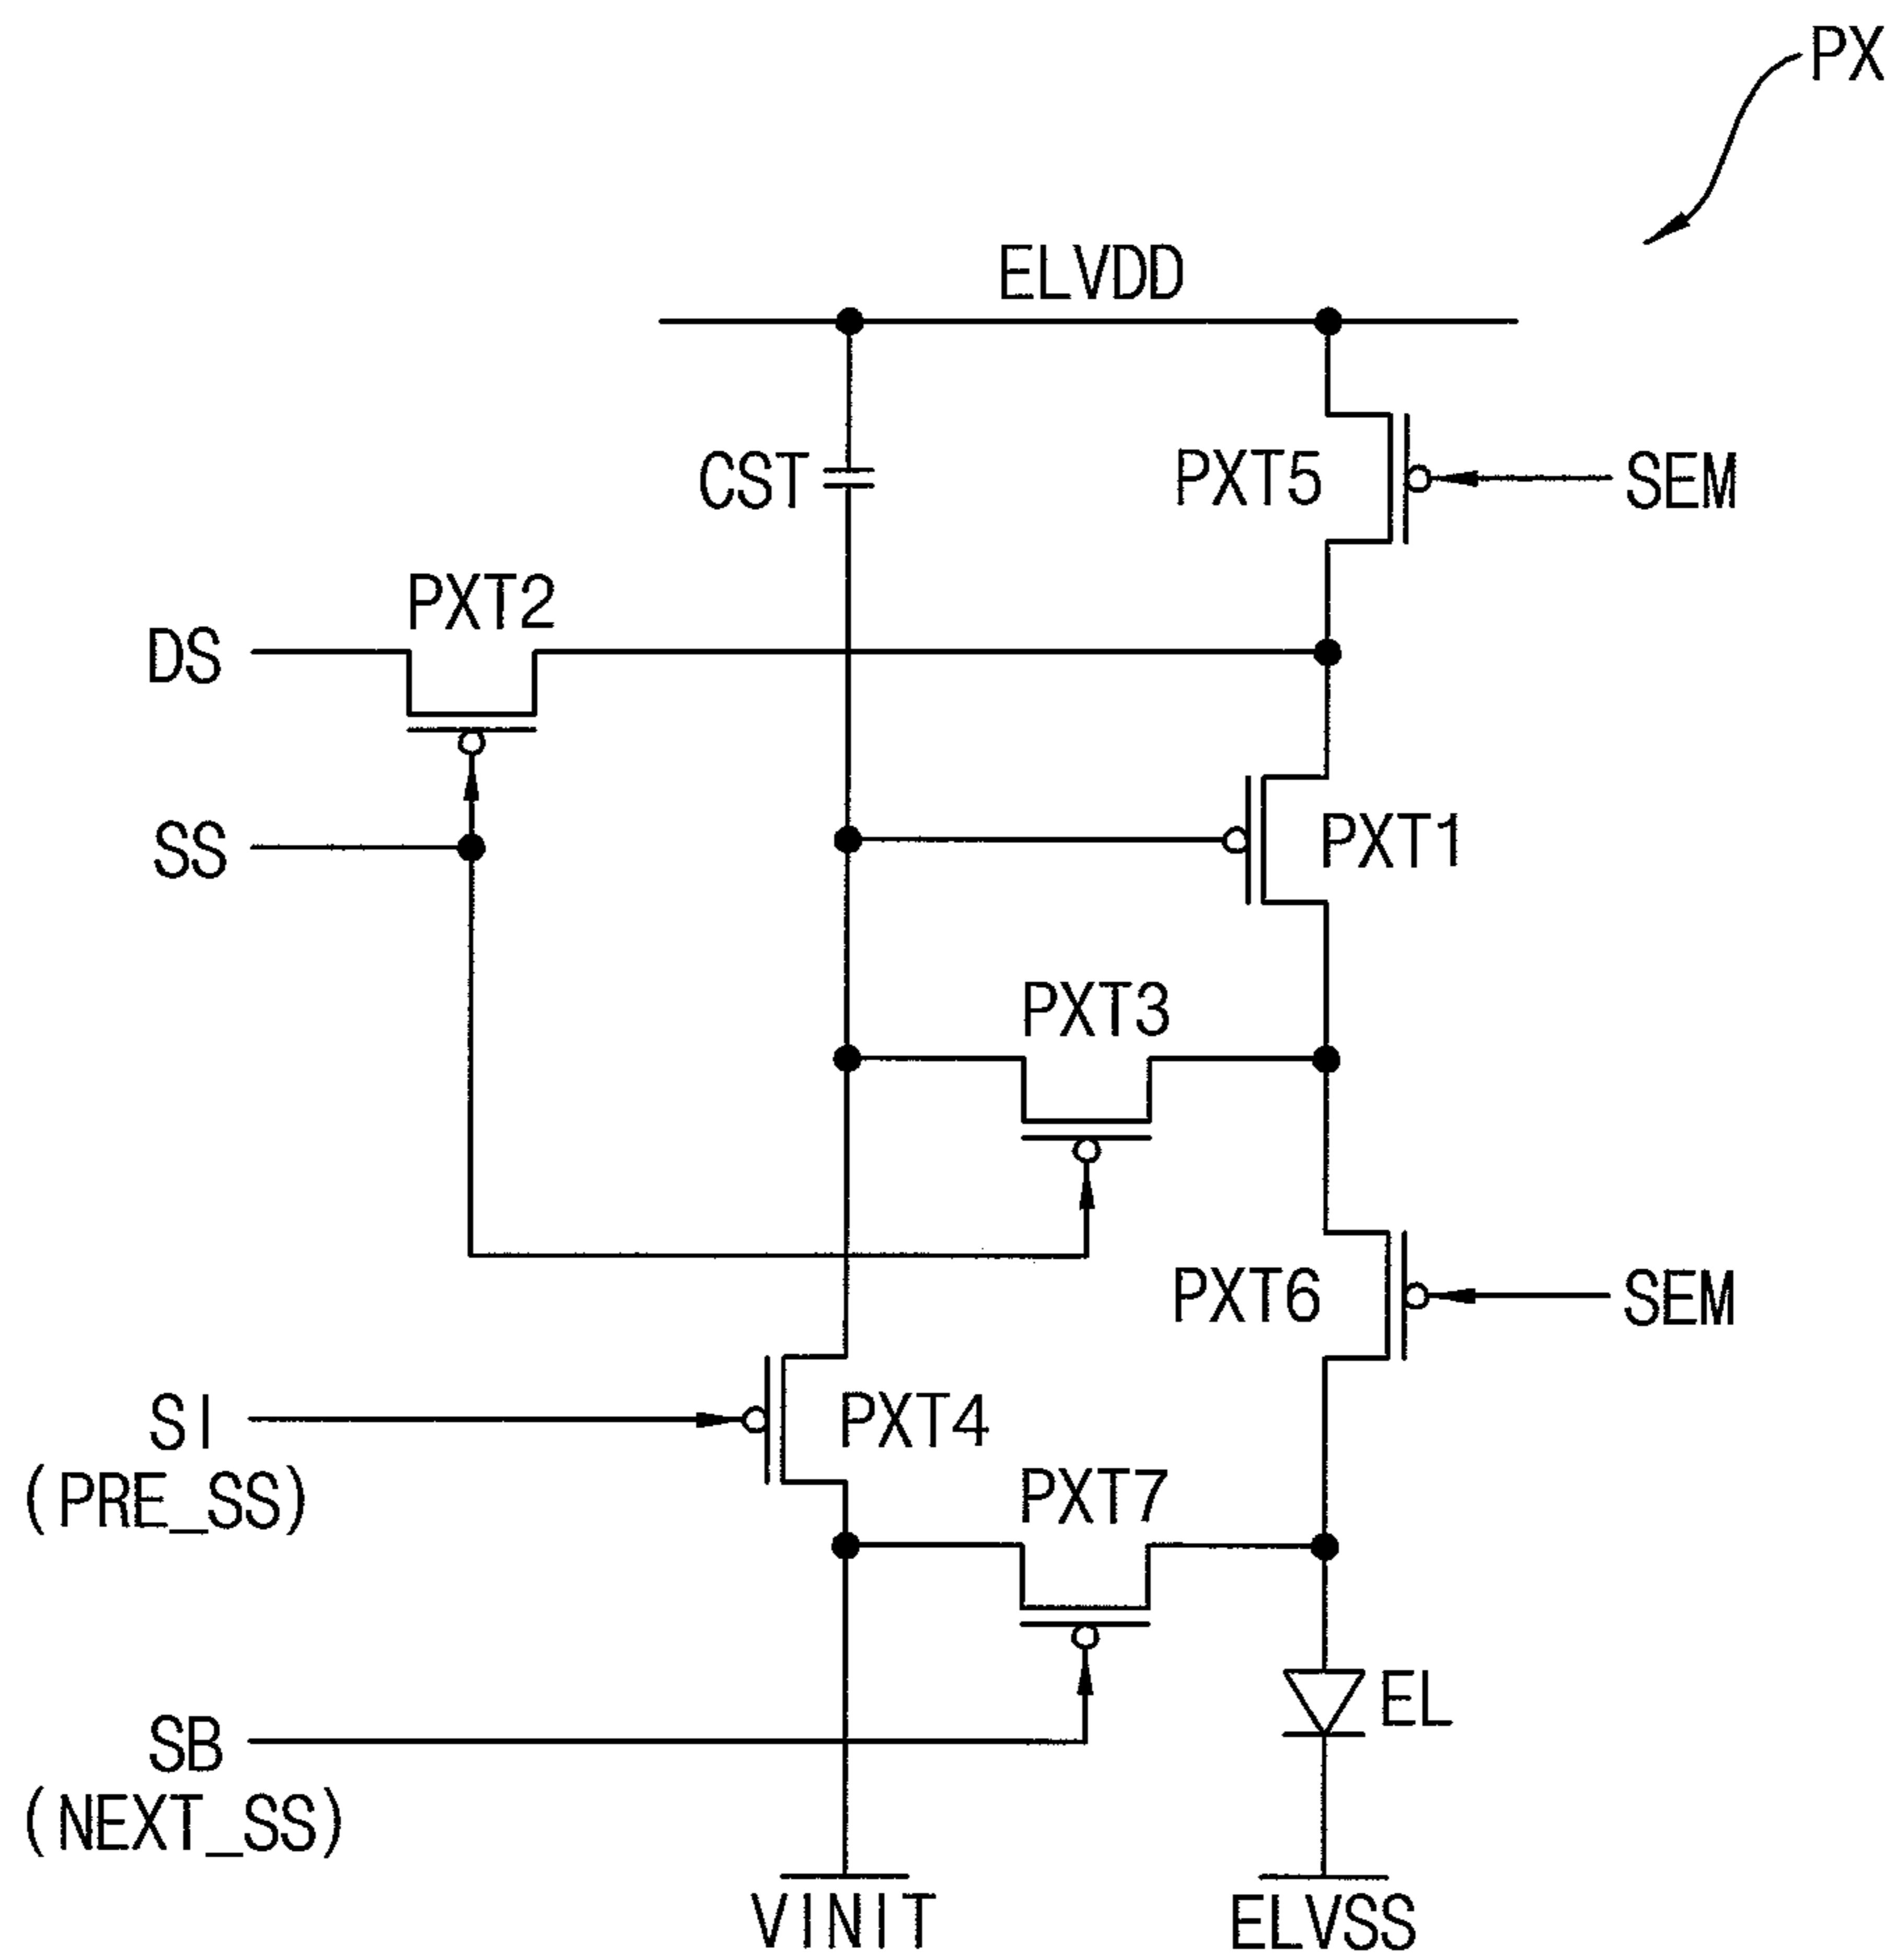 PX
ELVDD
CST
PXT5
SEM
PXT2
DS
SS
PXT1
PXT3
PXT6
SEM
SI
(PRE_SS)
PXT4
PXT7
EL
SB
(NEXT_SS)
VINIT
ELVSS